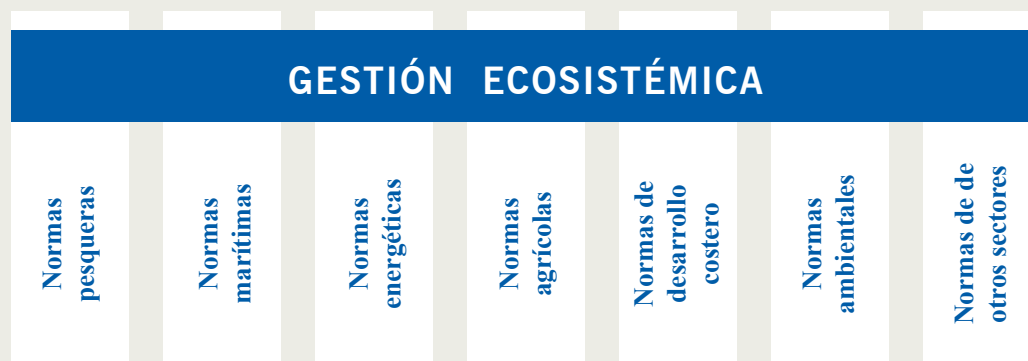 GESTIÓN ECOSISTÉMICA
Normas
pesqueras
Normas
marítimas
Normas
energéticas
Normas
agrícolas
Normas de
desarrollo
costero
Normas
ambientales
Normas de de
otros sectores